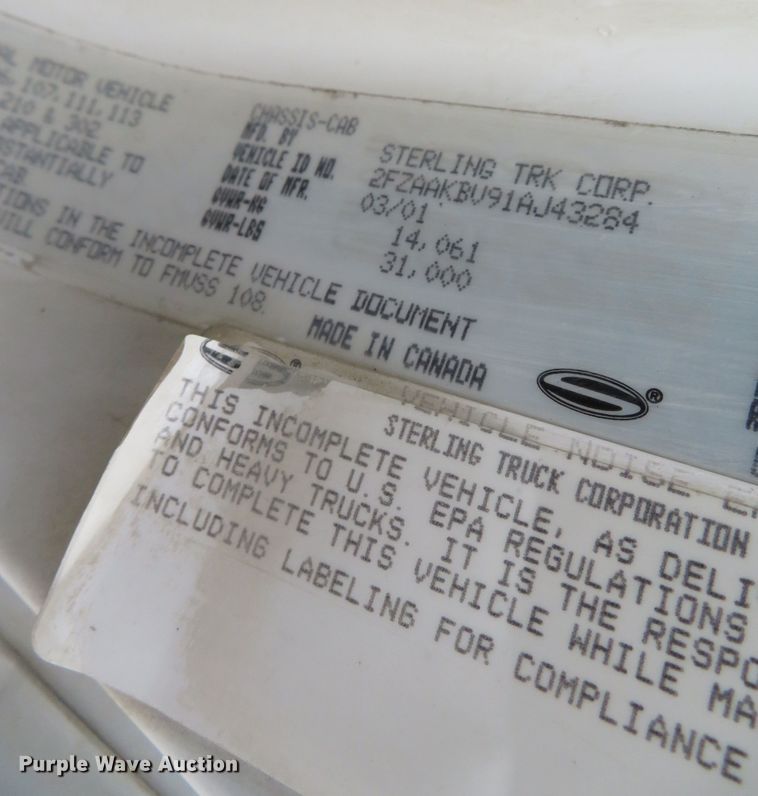 AL MOTOR VEHICLE
107, 111, 113
210 & 302
APPLICABLE TO
STANTIALLY
CAB
TIONS IN THE INCOMPLETE VEHICLE DOCUMENT
WILL CONFORM TO FMVSS 108.
CHASSIS-CAB
MFD. BY STERLING TRK CORP.
VEHICLE ID NO. 2FZAAKBV91AJ43284
DATE OF MFR. 03/01
GVWR-KG 14,061
GVWR-LBS 31,000
MADE IN CANADA
®
®
VEHICLE NOISE
STERLING TRUCK CORPORATION
THIS INCOMPLETE VEHICLE, AS DELI
CONFORMS TO U.S. EPA REGULATIONS
AND HEAVY TRUCKS. IT IS THE RESPO
TO COMPLETE THIS VEHICLE WHILE MA
INCLUDING LABELING FOR COMPLIANCE
Purple Wave Auction